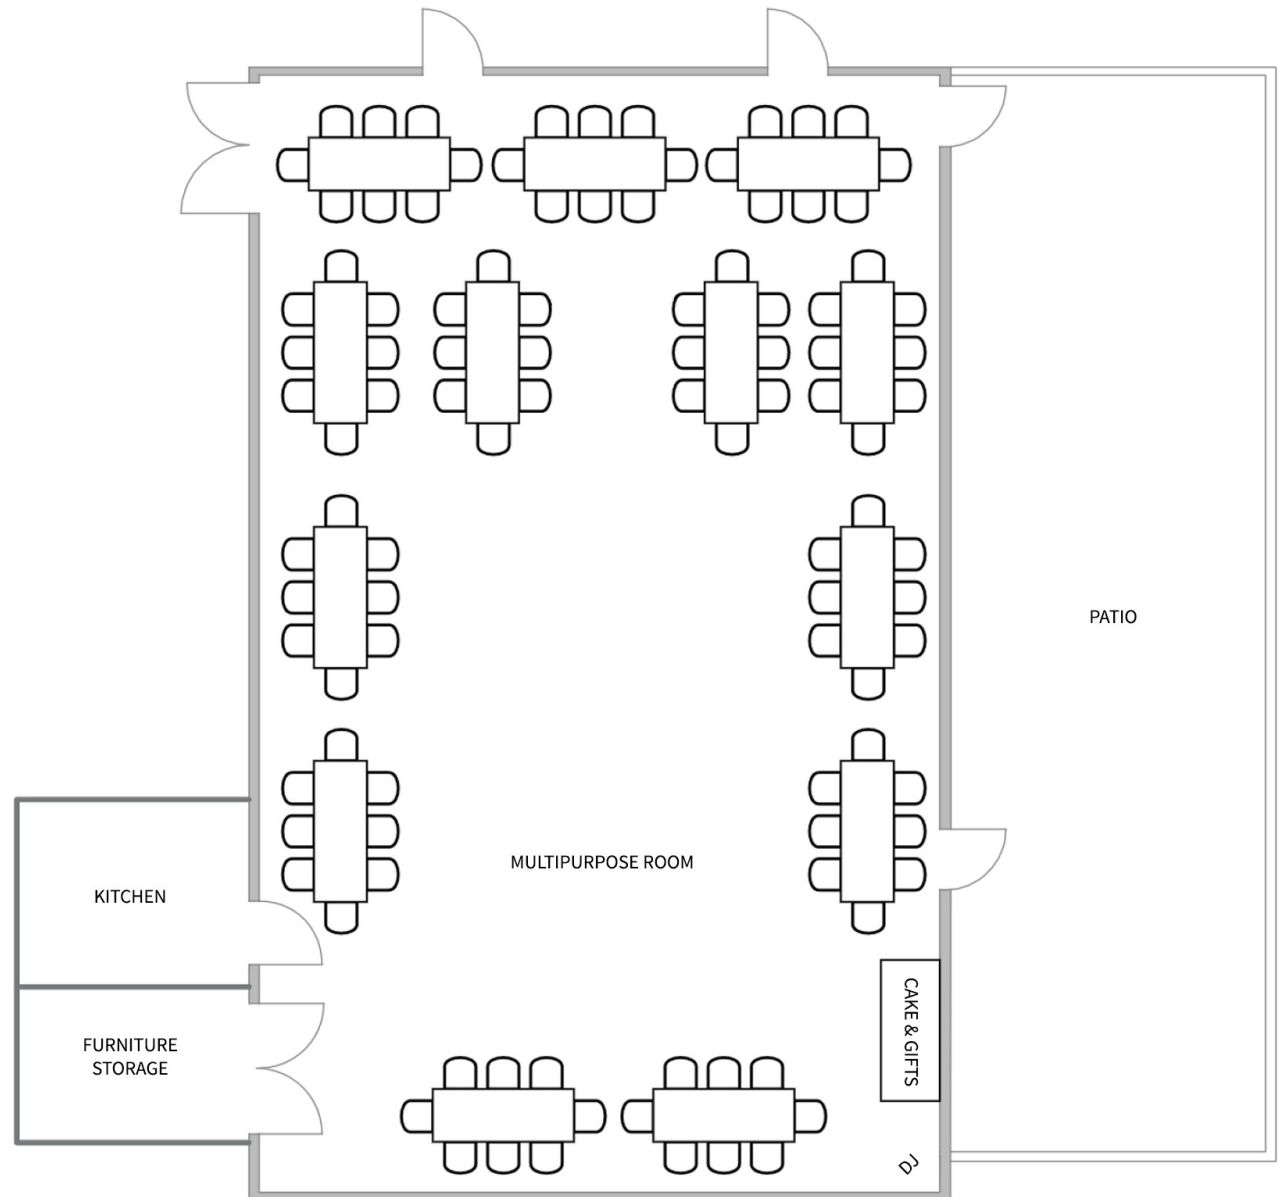 PATIO
MULTIPURPOSE ROOM
KITCHEN
CAKE & GIFTS
FURNITURE
STORAGE
DJ